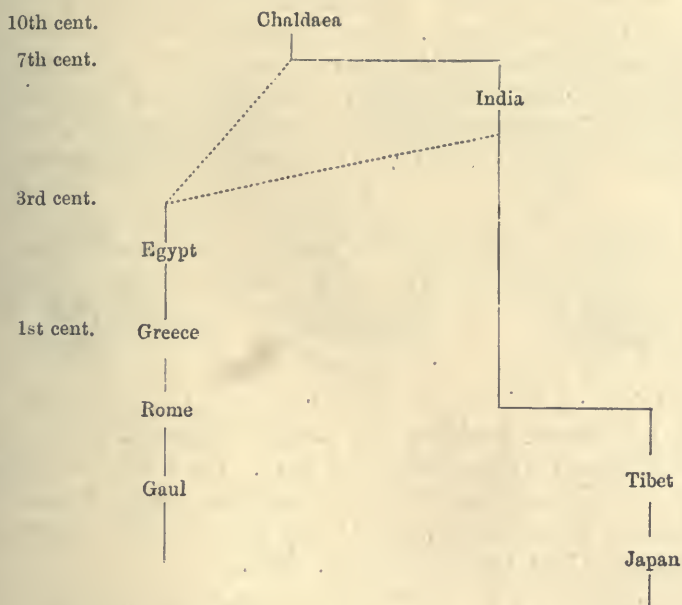 10th cent. Chaldaea
7th cent.
India
3rd cent.
Egypt
1st cent. Greece
Rome
Gaul
Tibet
Japan